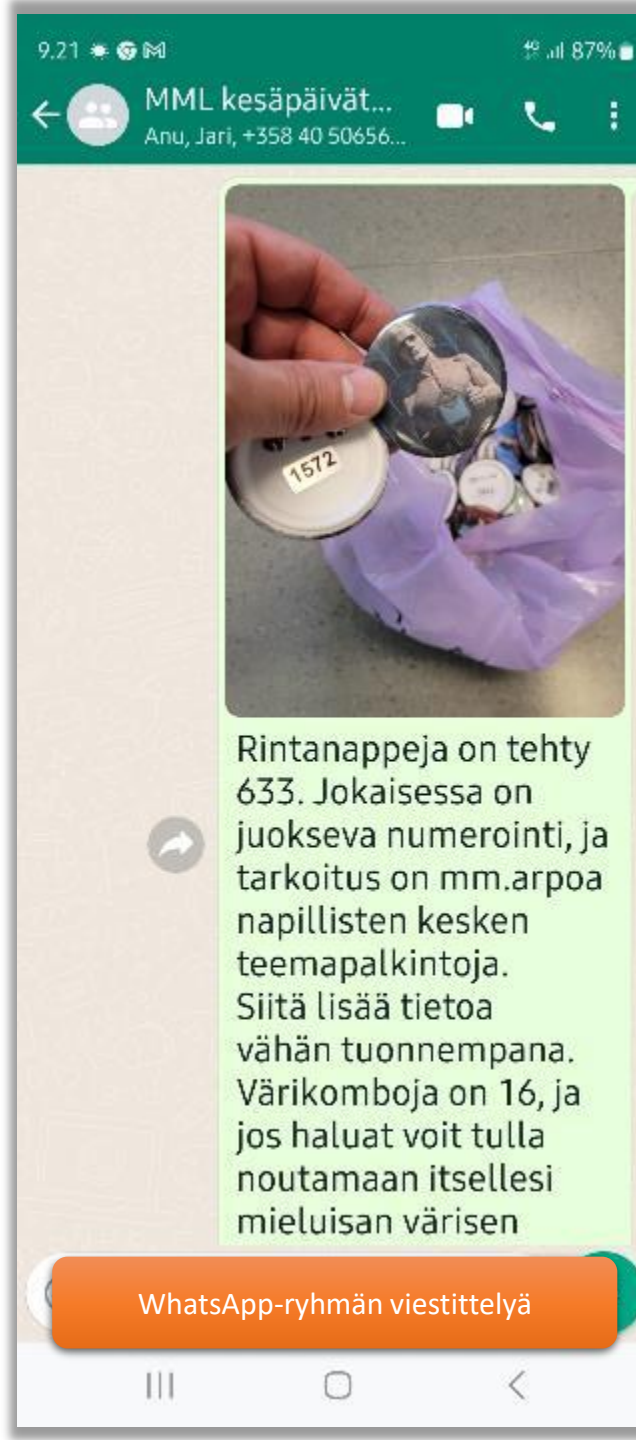 9.21
87%
MML kesäpäivät...
Anu, Jari, +358 40 50656...
1572
Rintanappeja on tehty
633. Jokaisessa on
juokseva numerointi, ja
tarkoitus on mm.arpoa
napillisten kesken
teemapalkintoja.
Siitä lisää tietoa
vähän tuonnempana.
Värikomboja on 16, ja
jos haluat voit tulla
noutamaan itsellesi
mieluisan värisen
WhatsApp-ryhmän viestittelyä